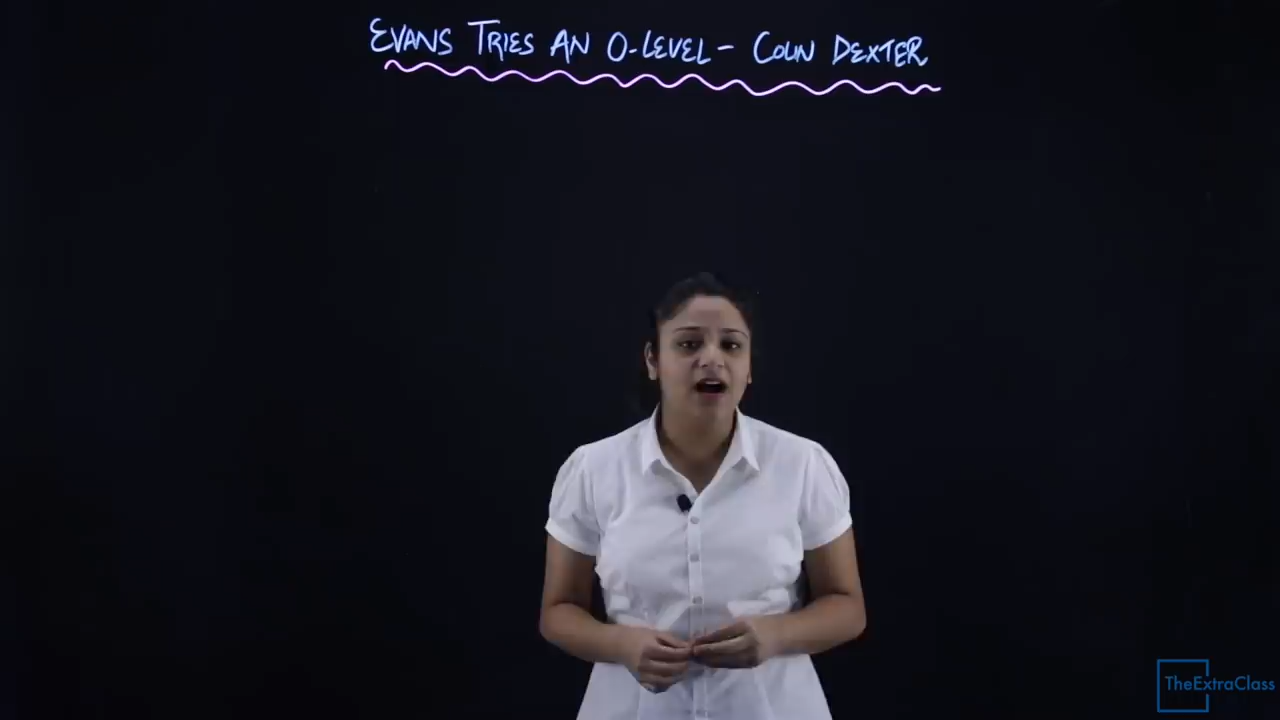 EVANS TRIES AN O-LEVEL - COLIN DEXTER
TheExtraClass